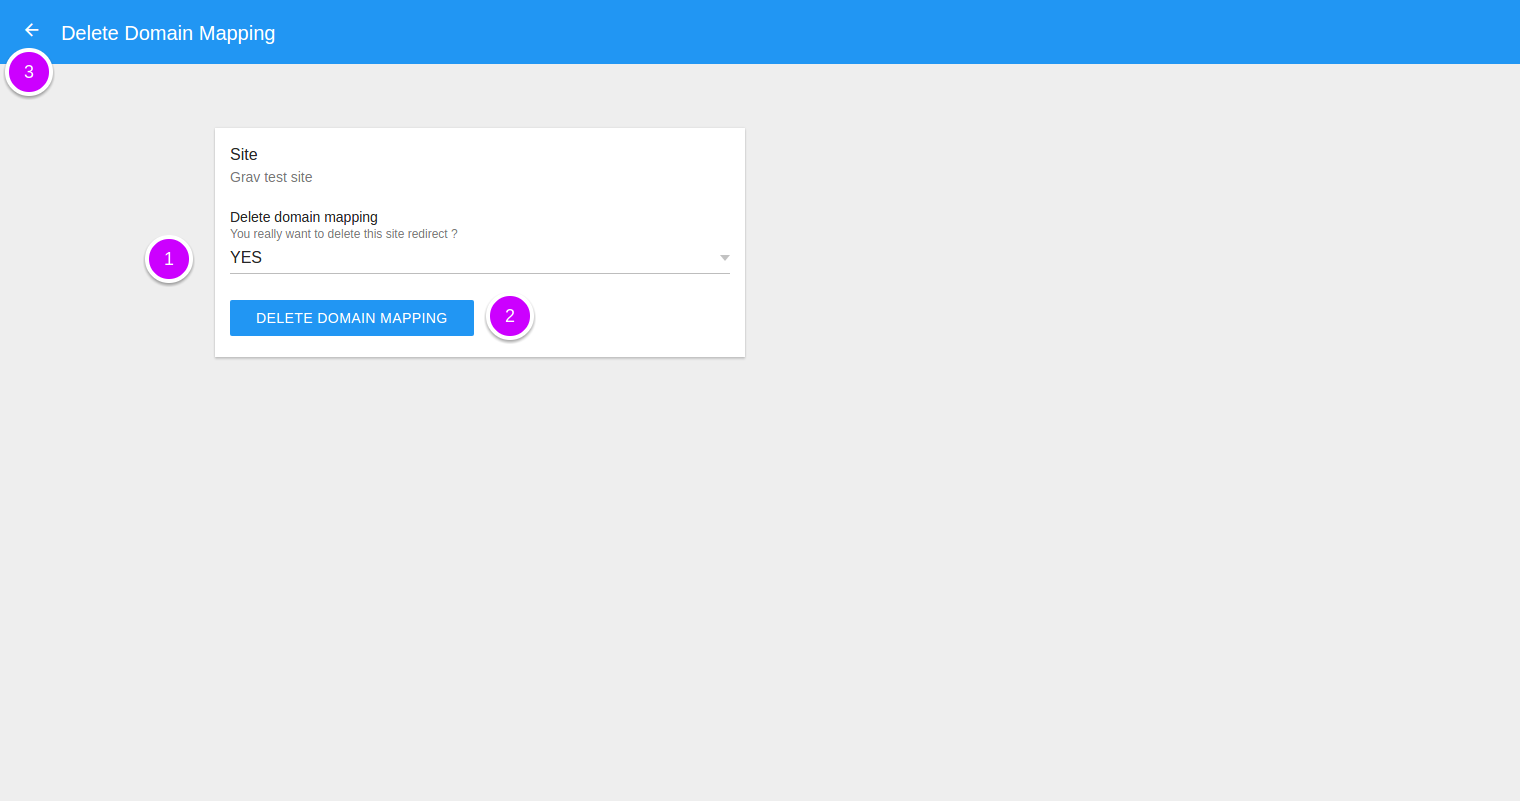 Delete Domain Mapping
3
Site
Grav test site
Delete domain mapping
You really want to delete this site redirect ?
1
YES
DELETE DOMAIN MAPPING
2